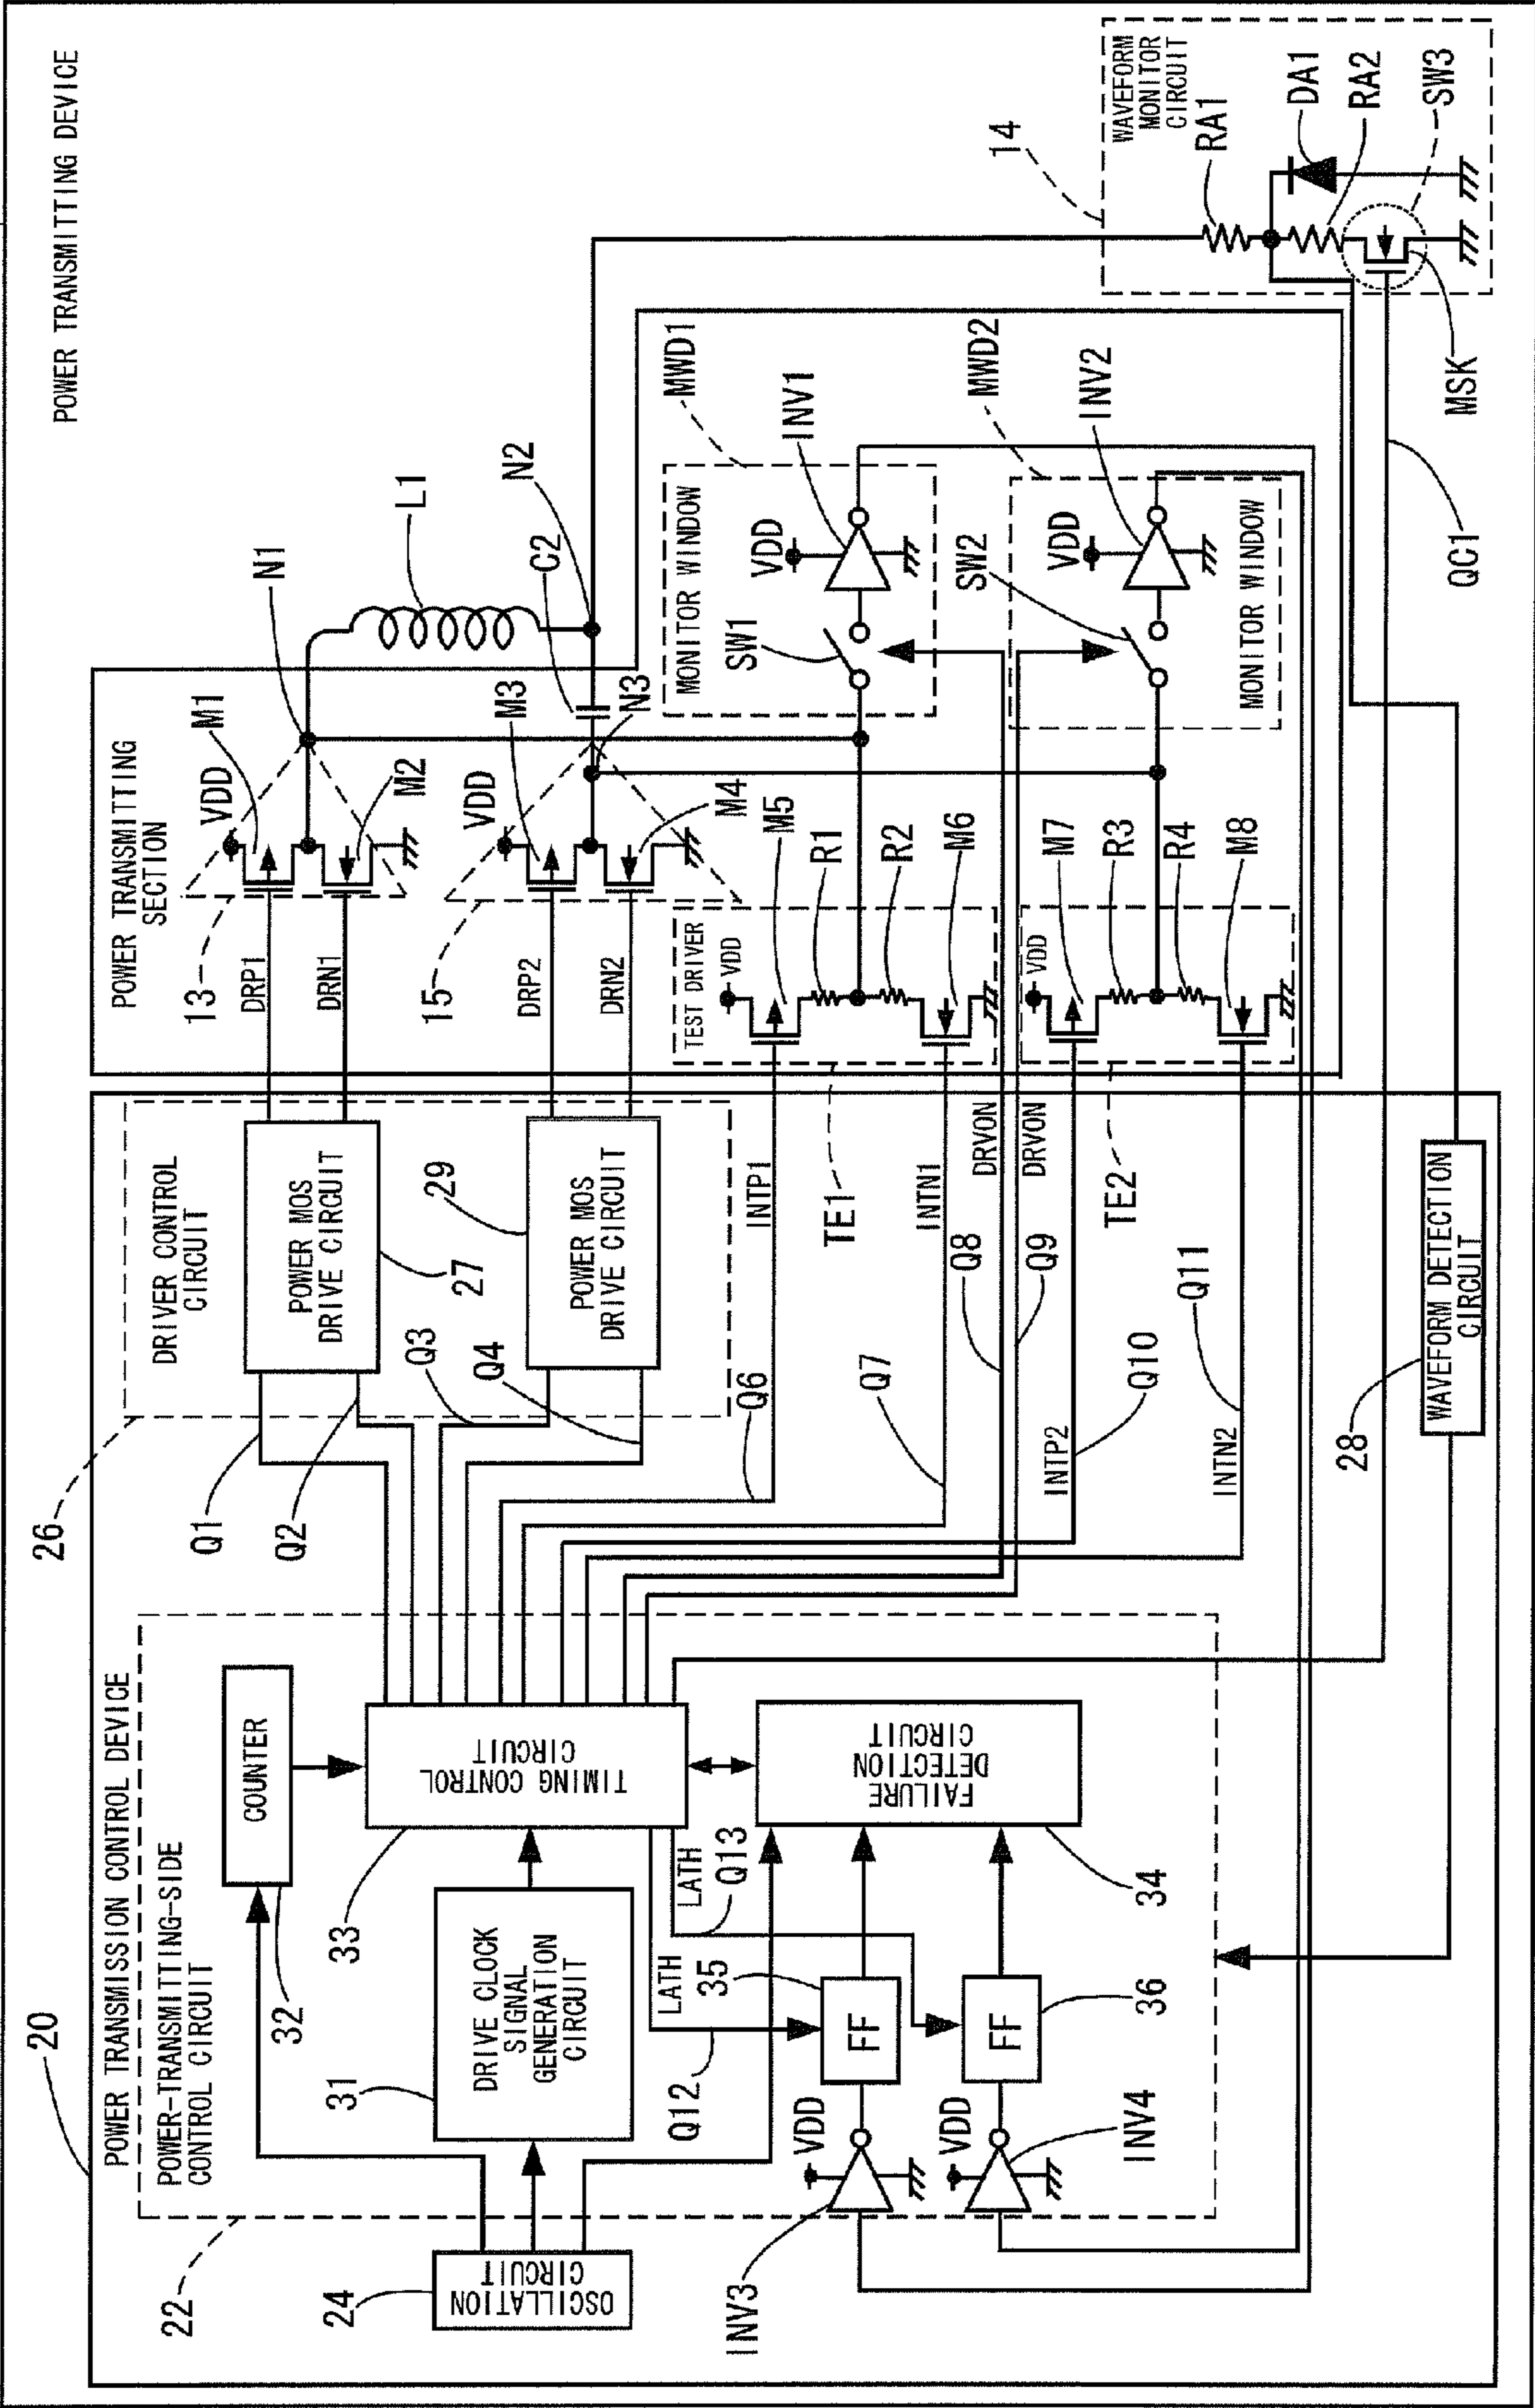 POWER TRANSMITTING DEVICE
20
POWER TRANSMISSION CONTROL DEVICE
22
POWER-TRANSMITTING-SIDE
CONTROL CIRCUIT
24
OSCILLATION
CIRCUIT
COUNTER
32
31
DRIVE CLOCK
SIGNAL
GENERATION
CIRCUIT
33
TIMING CONTROL
CIRCUIT
FAILURE
DETECTION
CIRCUIT
34
LATH
Q12
LATH
Q13
35
FF
36
FF
VDD
INV3
VDD
INV4
26
DRIVER CONTROL
CIRCUIT
POWER MOS
DRIVE CIRCUIT
27
29
POWER MOS
DRIVE CIRCUIT
Q1
Q2
Q3
Q4
Q6
Q7
Q8
Q9
Q10
Q11
INTP1
INTN1
DRVON
DRVON
INTP2
INTN2
TE1
TE2
28
WAVEFORM DETECTION
CIRCUIT
POWER TRANSMITTING
SECTION
13
DRP1
DRN1
15
DRP2
DRN2
VDD
M1
M2
VDD
M3
M4
N1
L1
N2
C2
N3
TEST DRIVER
VDD
M5
R1
R2
M6
VDD
M7
R3
R4
M8
MWD1
MONITOR WINDOW
SW1
VDD
INV1
MWD2
MONITOR WINDOW
SW2
VDD
INV2
14
WAVEFORM
MONITOR
CIRCUIT
RA1
DA1
RA2
SW3
MSK
QC1